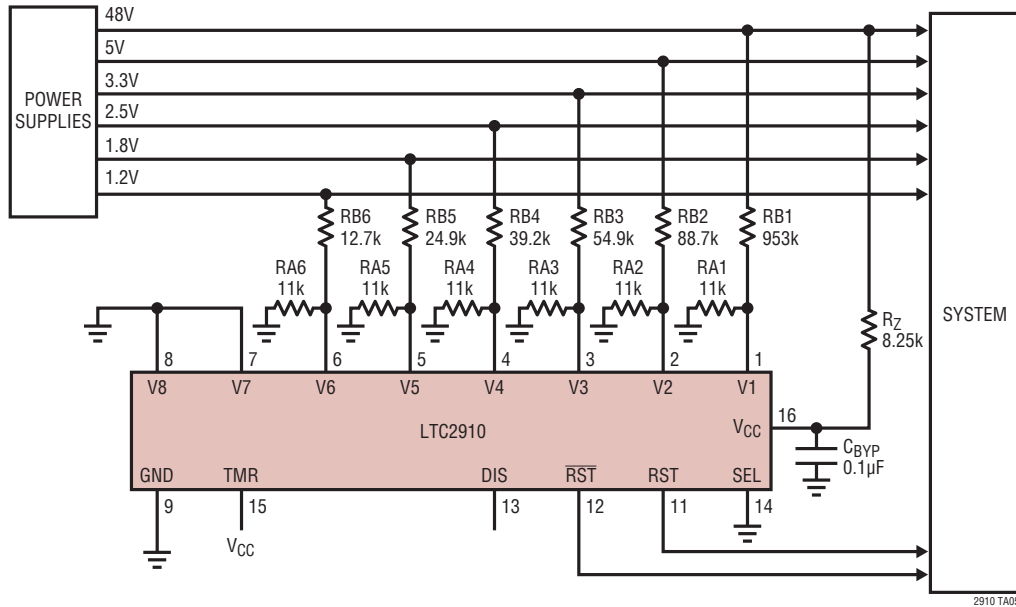 48V
5V
3.3V
2.5V
1.8V
1.2V
POWER
SUPPLIES
SYSTEM
RB6
12.7k
RB5
24.9k
RB4
39.2k
RB3
54.9k
RB2
88.7k
RB1
953k
RA6
11k
RA5
11k
RA4
11k
RA3
11k
RA2
11k
RA1
11k
RZ
8.25k
8 7 6 5 4 3 2 1
V8 V7 V6 V5 V4 V3 V2 V1
LTC2910
VCC
16
CBYP
0.1µF
GND TMR DIS R̅S̅T̅ RST SEL
9 15 13 12 11 14
VCC
2910 TA05